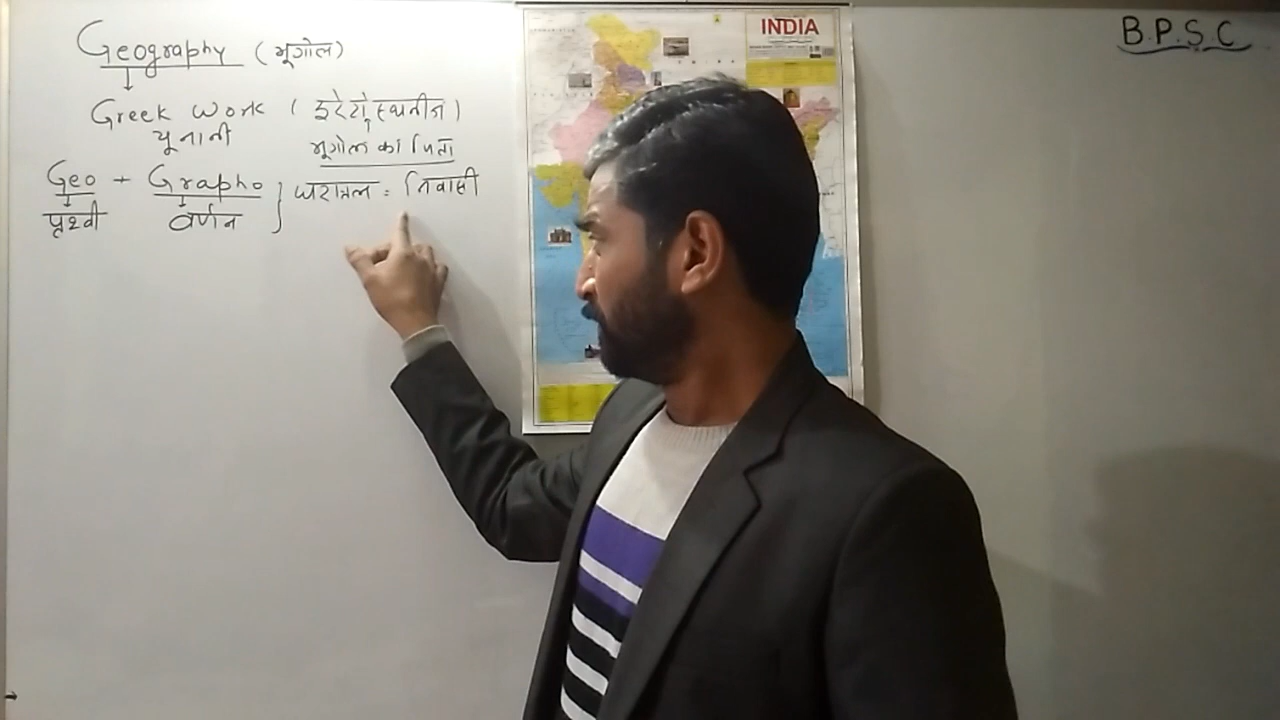 Geography (भूगोल)
Greek Work (इरेटोस्थनीज)
यूनानी
भूगोल का पिता
Geo + Grapho } धरातल = निवासी
पृथ्वी वर्णन
INDIA
B.P.S.C